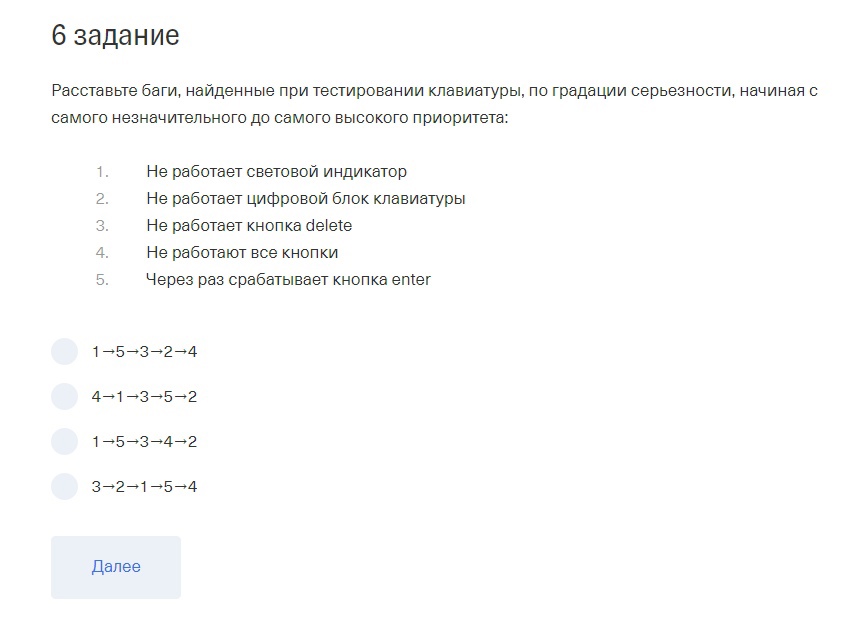 6 задание
Расставьте баги, найденные при тестировании клавиатуры, по градации серьезности, начиная с
самого незначительного до самого высокого приоритета:
1. Не работает световой индикатор
2. Не работает цифровой блок клавиатуры
3. Не работает кнопка delete
4. Не работают все кнопки
5. Через раз срабатывает кнопка enter
1→5→3→2→4
4→1→3→5→2
1→5→3→4→2
3→2→1→5→4
Далее